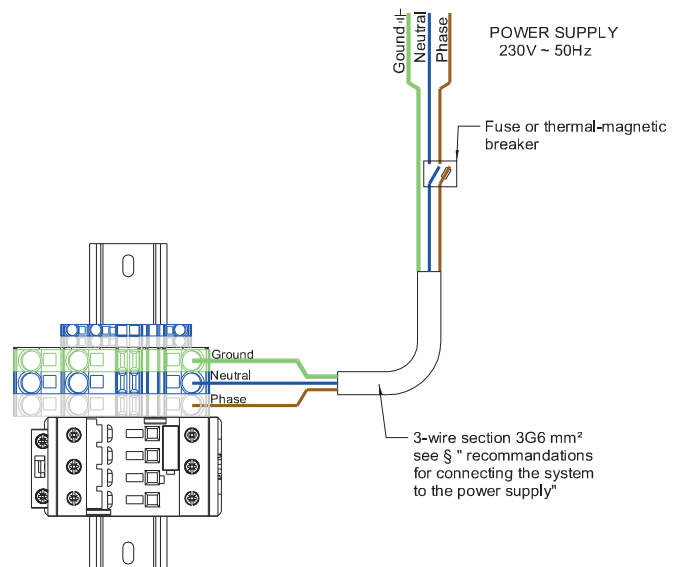 Gound
Neutral
Phase
POWER SUPPLY
230V ~ 50Hz
Fuse or thermal-magnetic
breaker
Ground
Neutral
Phase
3-wire section 3G6 mm²
see § " recommandations
for connecting the system
to the power supply"